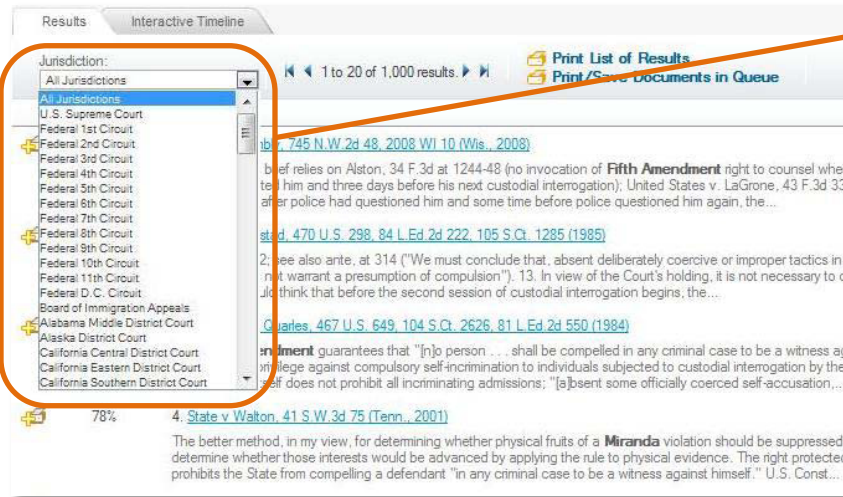 Results
Interactive Timeline
Jurisdiction:
All Jurisdictions
1 to 20 of 1,000 results.
Print List of Results
Print/Save Documents in Queue
All Jurisdictions
U.S. Supreme Court
Federal 1st Circuit
Federal 2nd Circuit
Federal 3rd Circuit
Federal 4th Circuit
Federal 5th Circuit
Federal 6th Circuit
Federal 7th Circuit
Federal 8th Circuit
Federal 9th Circuit
Federal 10th Circuit
Federal 11th Circuit
Federal D.C. Circuit
Board of Immigration Appeals
Alabama Middle District Court
Alaska District Court
California Central District Court
California Eastern District Court
California Southern District Court
745 N.W.2d 48, 2008 WI 10 (Wis., 2008)
brief relies on Alston, 34 F.3d at 1244-48 (no invocation of Fifth Amendment right to counsel whe
ted him and three days before his next custodial interrogation); United States v. LaGrone, 43 F.3d 33
after police had questioned him and some time before police questioned him again, the...
stad, 470 U.S. 298, 84 L.Ed.2d 222, 105 S.Ct. 1285 (1985)
2; see also ante, at 314 ("We must conclude that, absent deliberately coercive or improper tactics in
not warrant a presumption of compulsion"). 13. In view of the Court's holding, it is not necessary to
uld think that before the second session of custodial interrogation begins, the...
Quarles, 467 U.S. 649, 104 S.Ct. 2626, 81 L.Ed.2d 550 (1984)
endment guarantees that "[n]o person . . . shall be compelled in any criminal case to be a witness ag
privilege against compulsory self-incrimination to individuals subjected to custodial interrogation by the
self does not prohibit all incriminating admissions; "[a]bsent some officially coerced self-accusation,...
78%
4. State v Walton, 41 S.W.3d 75 (Tenn., 2001)
The better method, in my view, for determining whether physical fruits of a Miranda violation should be suppressed
determine whether those interests would be advanced by applying the rule to physical evidence. The right protected
prohibits the State from compelling a defendant "in any criminal case to be a witness against himself." U.S. Const...